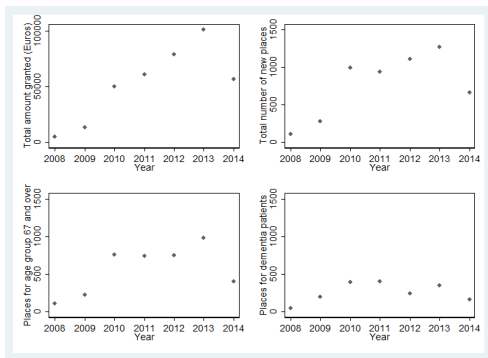 Total amount granted (Euros)
100000
50000
0
2008 2009 2010 2011 2012 2013 2014
Year
Total number of new places
1500
1000
500
0
2008 2009 2010 2011 2012 2013 2014
Year
Places for age group 67 and over
1500
1000
500
0
2008 2009 2010 2011 2012 2013 2014
Year
Places for dementia patients
1500
1000
500
0
2008 2009 2010 2011 2012 2013 2014
Year